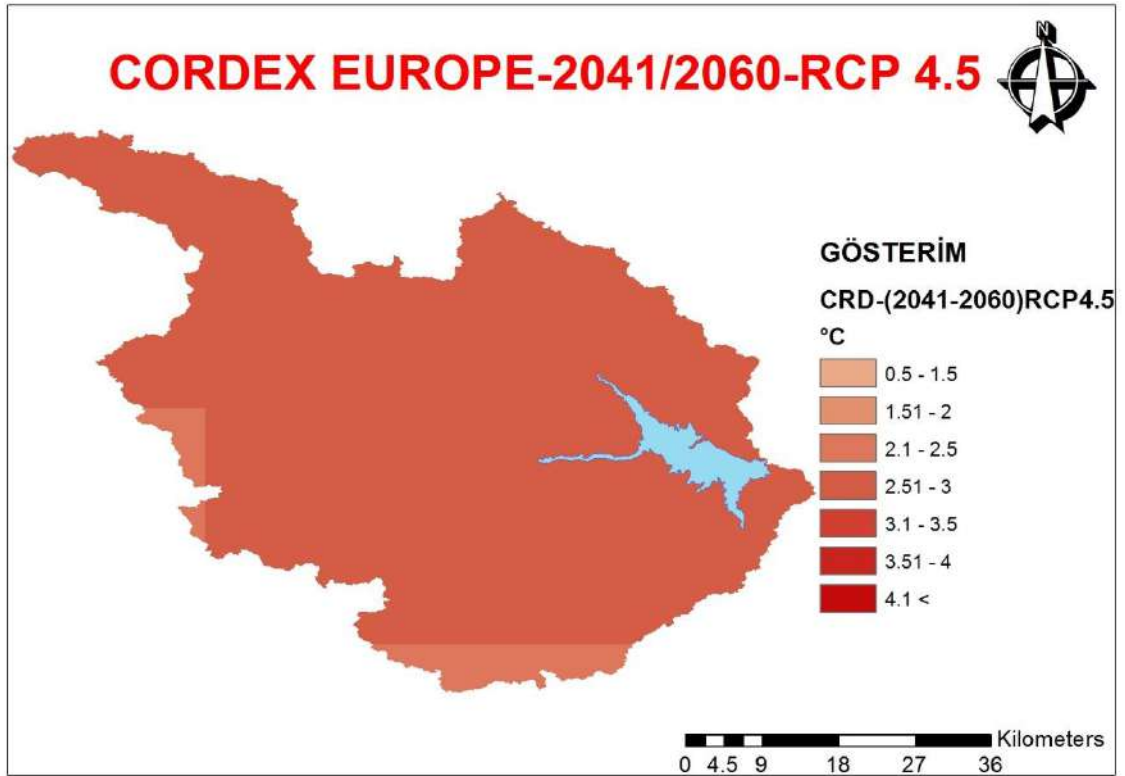 CORDEX EUROPE-2041/2060-RCP 4.5
N
GÖSTERİM
CRD-(2041-2060)RCP4.5
°C
0.5 - 1.5
1.51 - 2
2.1 - 2.5
2.51 - 3
3.1 - 3.5
3.51 - 4
4.1 <
Kilometers
0 4.5 9 18 27 36